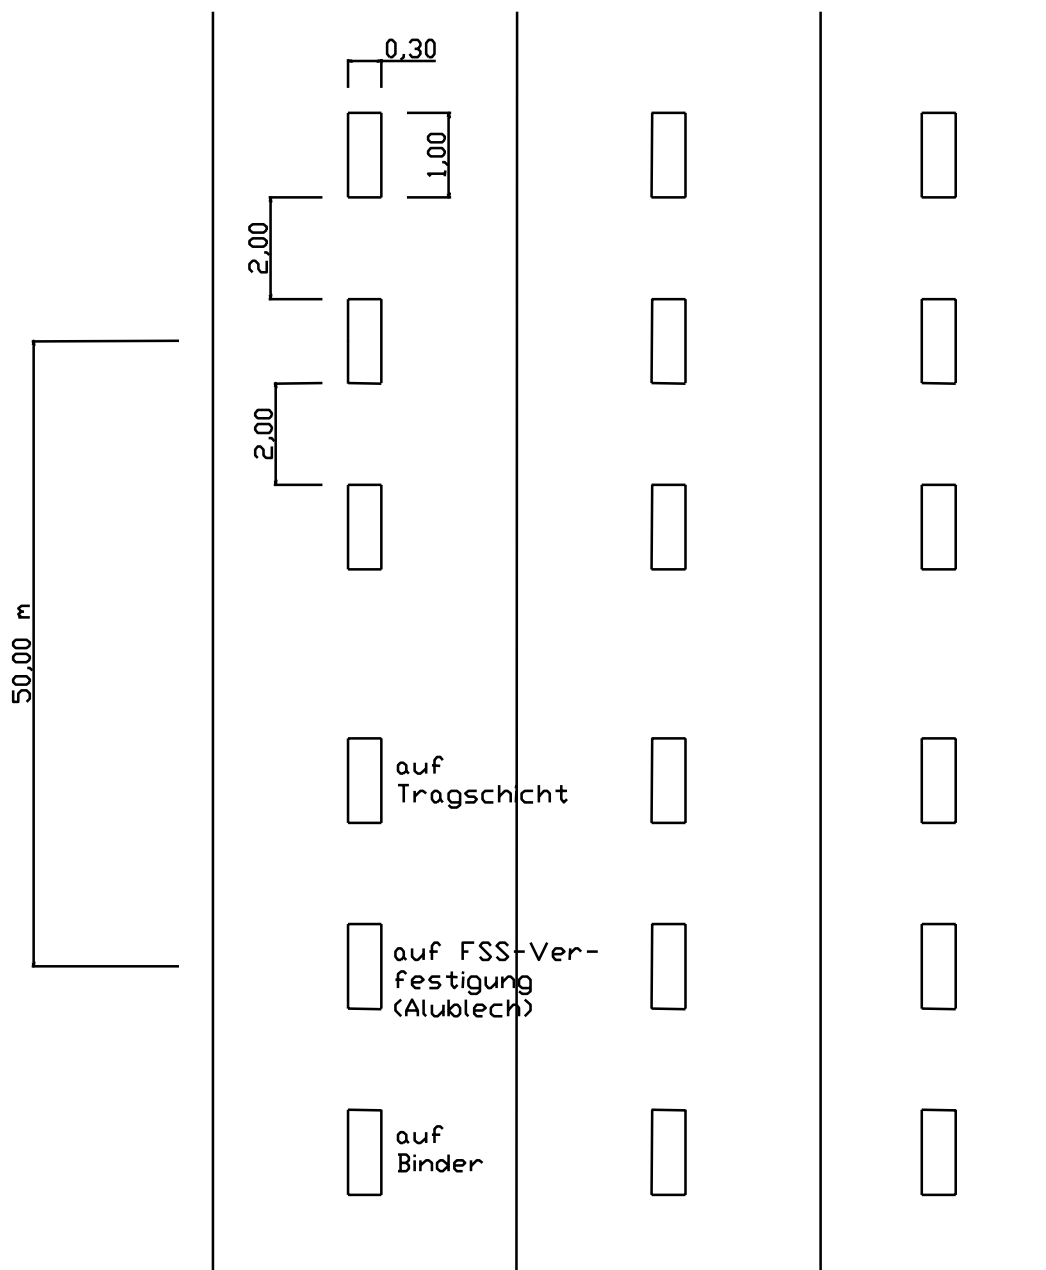 0,30
1,00
2,00
2,00
50,00 m
auf
Tragschicht
auf FSS-Ver-
festigung
(Alublech)
auf
Binder